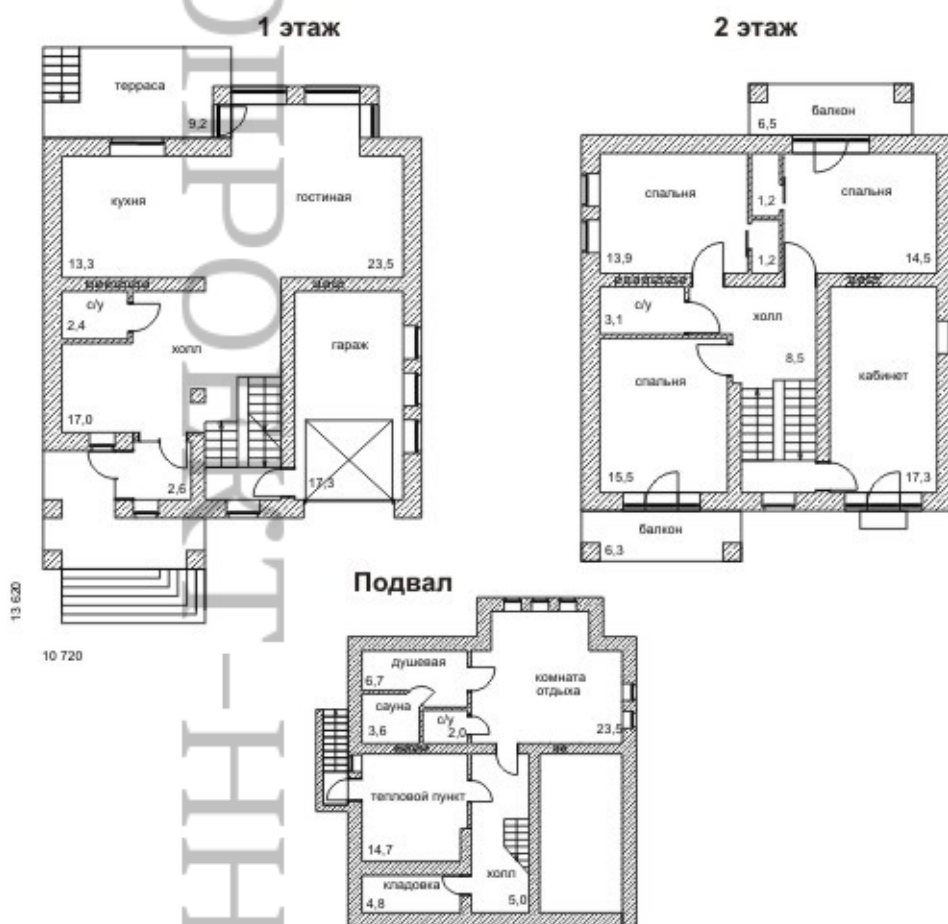 1 этаж
терраса
9,2
кухня
гостиная
13,3
23,5
с/у
2,4
холл
гараж
17,0
2,6
17,3
13 620
10 720
2 этаж
балкон
6,5
спальня
1,2
спальня
13,9
1,2
14,5
с/у
3,1
холл
8,5
спальня
кабинет
15,5
17,3
балкон
6,3
Подвал
душевая
6,7
комната
отдыха
сауна
3,6
с/у
2,0
23,5
тепловой пункт
14,7
холл
кладовка
4,8
5,0
ПРОЕКТ-НН